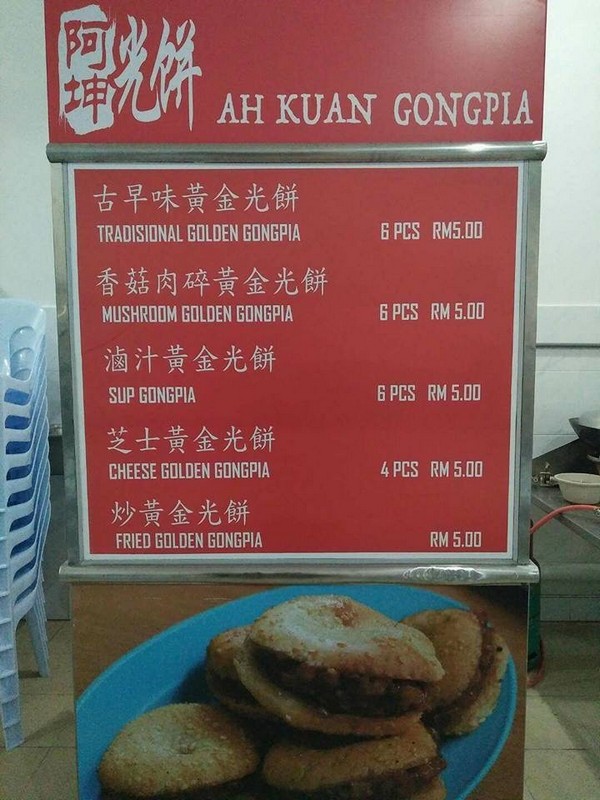 阿坤 光餅 AH KUAN GONGPIA
古早味黃金光餅
TRADISIONAL GOLDEN GONGPIA 6 PCS RM5.00
香菇肉碎黃金光餅
MUSHROOM GOLDEN GONGPIA 6 PCS RM 5.00
滷汁黃金光餅
SUP GONGPIA 6 PCS RM 5.00
芝士黃金光餅
CHEESE GOLDEN GONGPIA 4 PCS RM 5.00
炒黃金光餅
FRIED GOLDEN GONGPIA RM 5.00